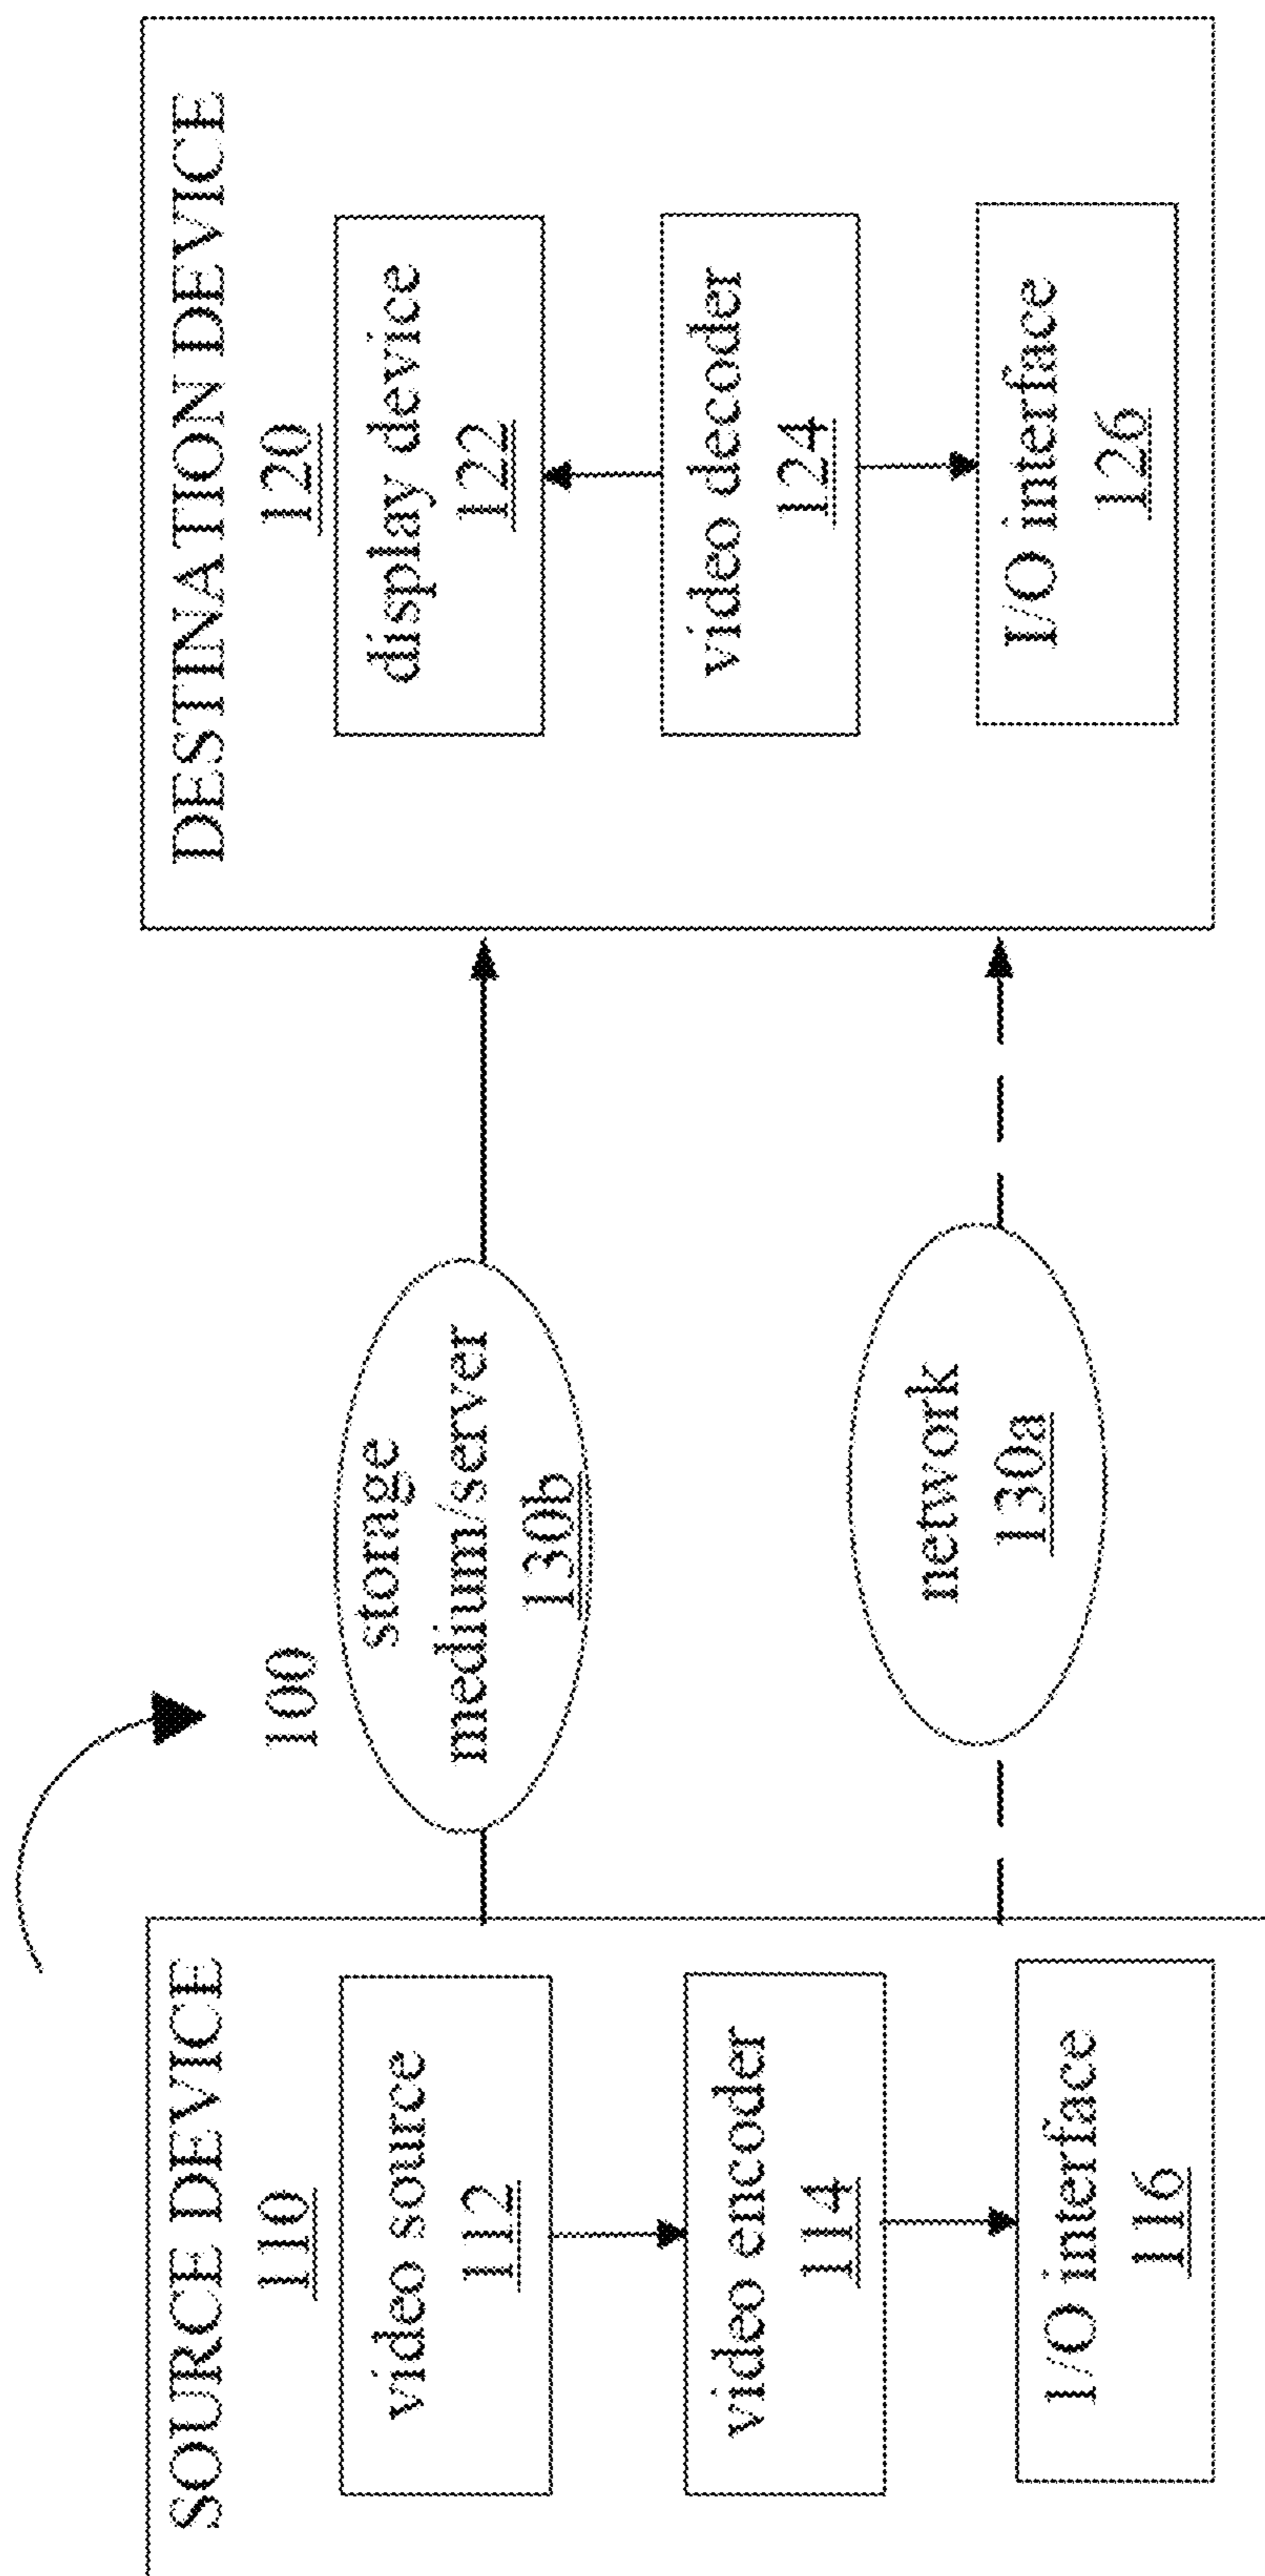 100
SOURCE DEVICE
110
video source
112
video encoder
114
I/O interface
116
storage
medium/server
130b
network
130a
DESTINATION DEVICE
120
display device
122
video decoder
124
I/O interface
126